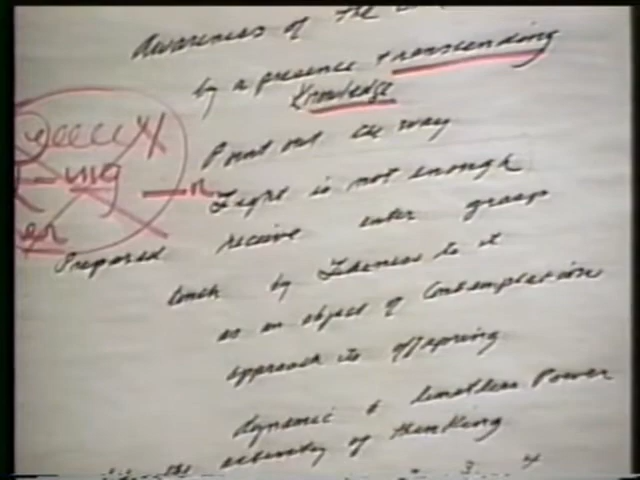 Awareness of the
by a presence transcending
Knowledge
Point out the way
Light is not enough
Prepared receive enter grasp
touch by Likeness to it
as an object of Contemplation
approach its offspring
dynamic & limitless Power
activity of thinking
3 4